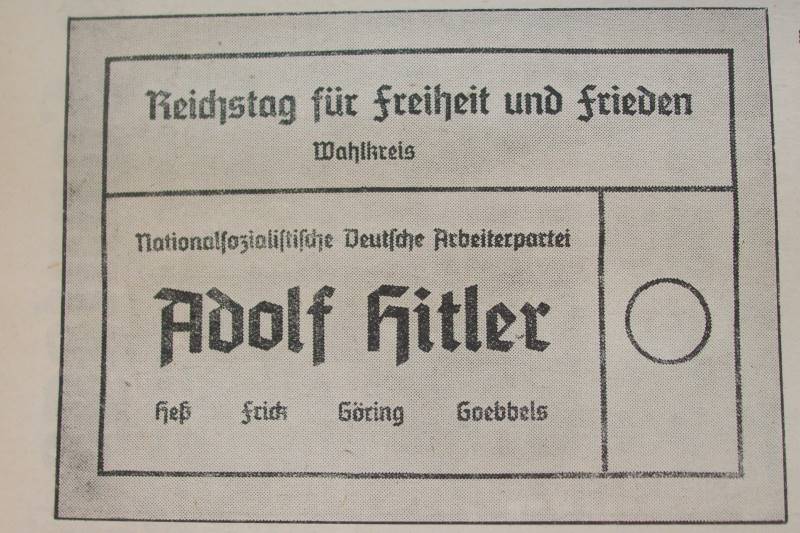 Reichstag für Freiheit und Frieden
Wahlkreis
Nationalsozialistische Deutsche Arbeiterpartei
Adolf Hitler
Heß Frick Göring Goebbels